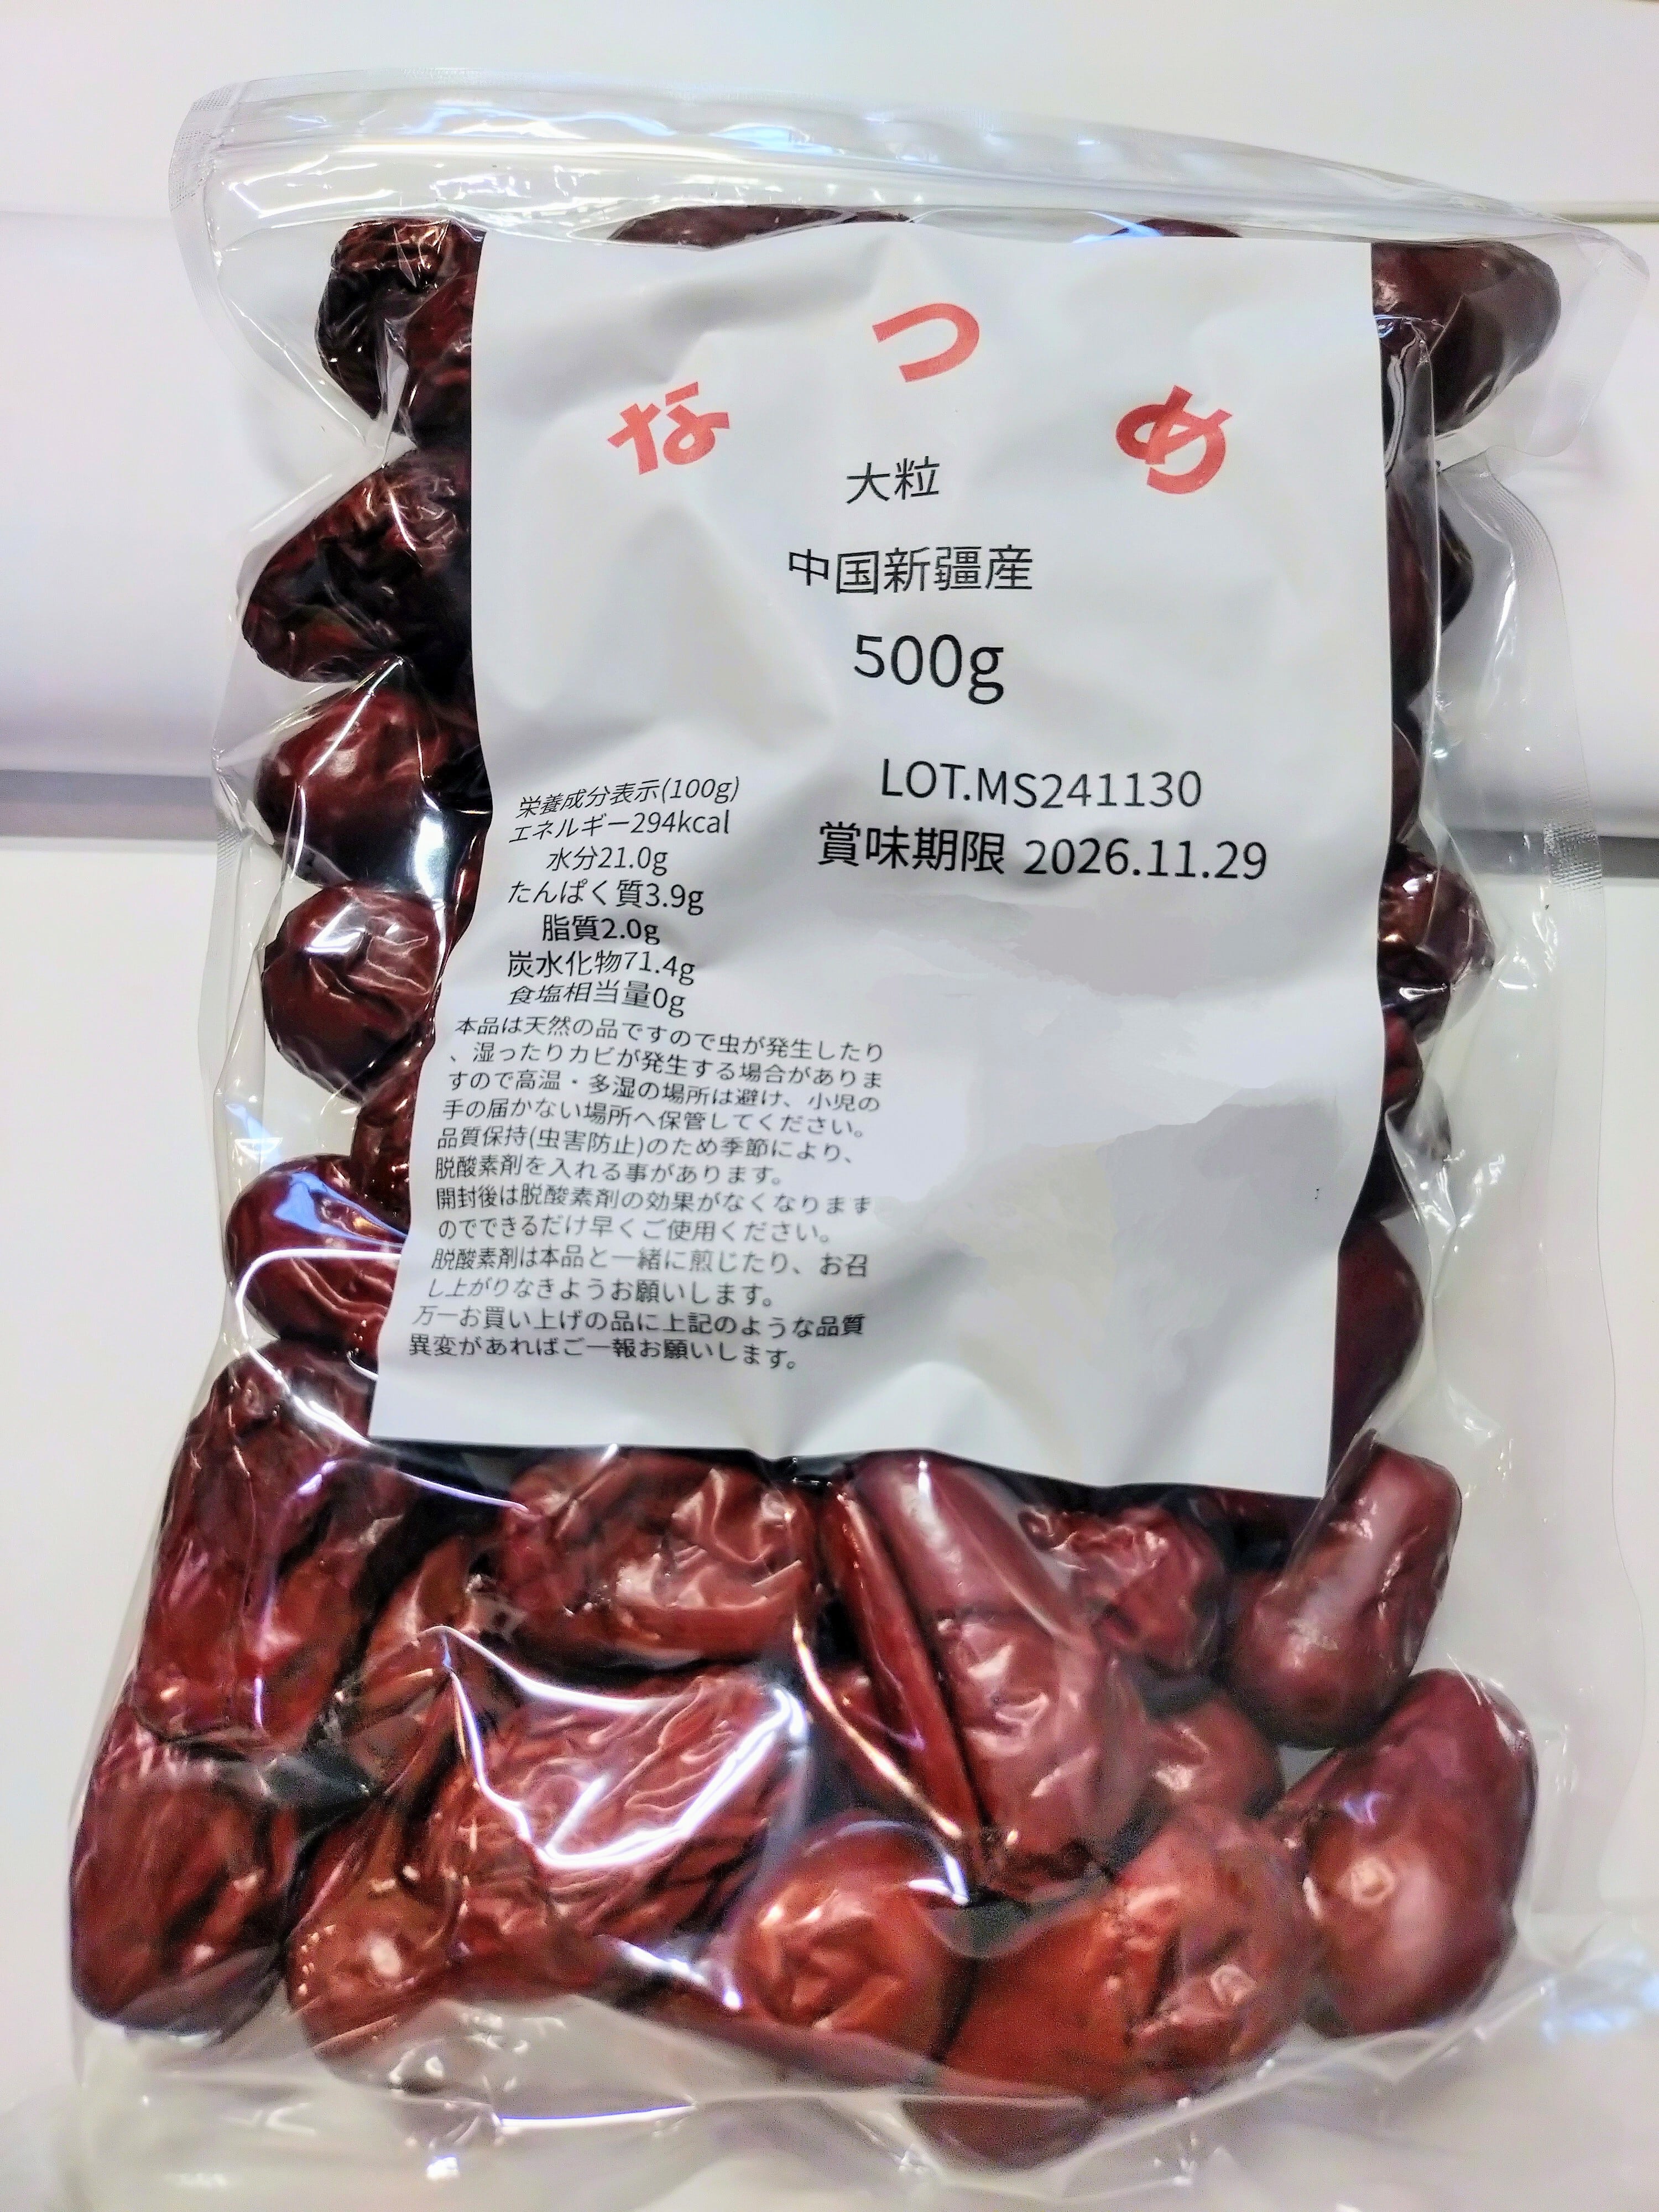 なつめ
大粒
中国新疆産
500g
LOT.MS241130
賞味期限 2026.11.29
栄養成分表示(100g)
エネルギー294kcal
水分21.0g
たんぱく質3.9g
脂質2.0g
炭水化物71.4g
食塩相当量0g
本品は天然の品ですので虫が発生したり
、湿ったりカビが発生する場合がありま
すので高温・多湿の場所は避け、小児の
手の届かない場所へ保管してください。
品質保持(虫害防止)のため季節により、
脱酸素剤を入れる事があります。
開封後は脱酸素剤の効果がなくなります
のでできるだけ早くご使用ください。
脱酸素剤は本品と一緒に煎じたり、お召
し上がりなきようお願いします。
万一お買い上げの品に上記のような品質
異変があればご一報お願いします。